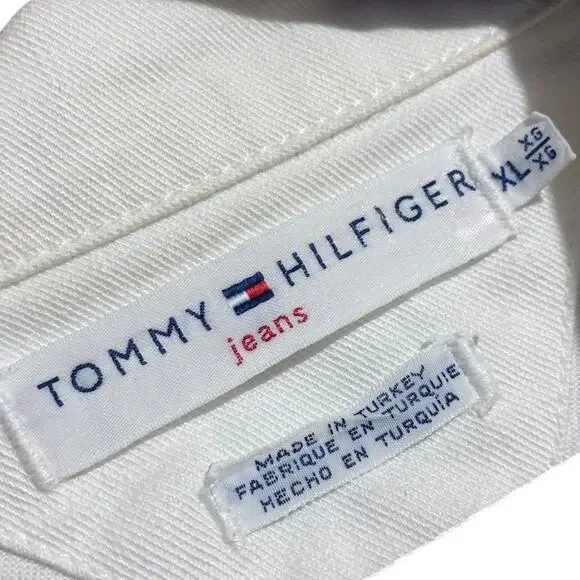 TOMMY HILFIGER
jeans
XL XG/XG
MADE IN TURKEY
FABRIQUE EN TURQUIE
HECHO EN TURQUIA